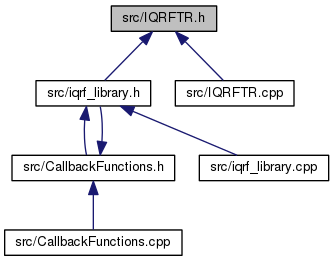 src/IQRFTR.h
src/iqrf_library.h
src/IQRFTR.cpp
src/CallbackFunctions.h
src/iqrf_library.cpp
src/CallbackFunctions.cpp